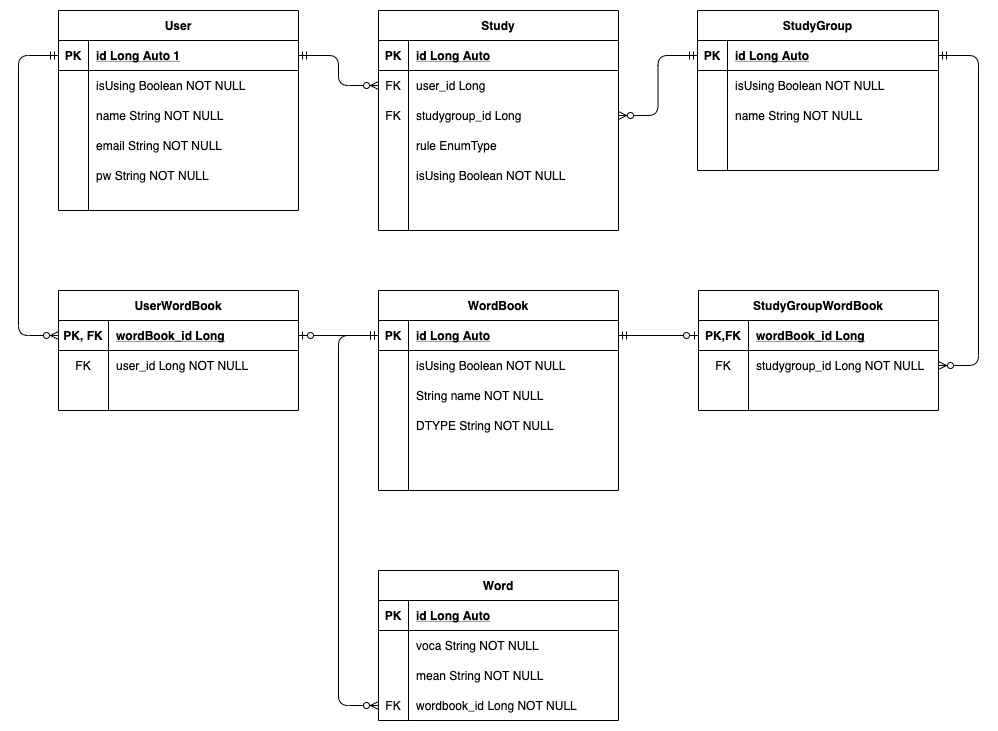 User
PK id Long Auto 1
isUsing Boolean NOT NULL
name String NOT NULL
email String NOT NULL
pw String NOT NULL
Study
PK id Long Auto
FK user_id Long
FK studygroup_id Long
rule EnumType
isUsing Boolean NOT NULL
StudyGroup
PK id Long Auto
isUsing Boolean NOT NULL
name String NOT NULL
UserWordBook
PK, FK wordBook_id Long
FK user_id Long NOT NULL
WordBook
PK id Long Auto
isUsing Boolean NOT NULL
String name NOT NULL
DTYPE String NOT NULL
StudyGroupWordBook
PK,FK wordBook_id Long
FK studygroup_id Long NOT NULL
Word
PK id Long Auto
voca String NOT NULL
mean String NOT NULL
FK wordbook_id Long NOT NULL